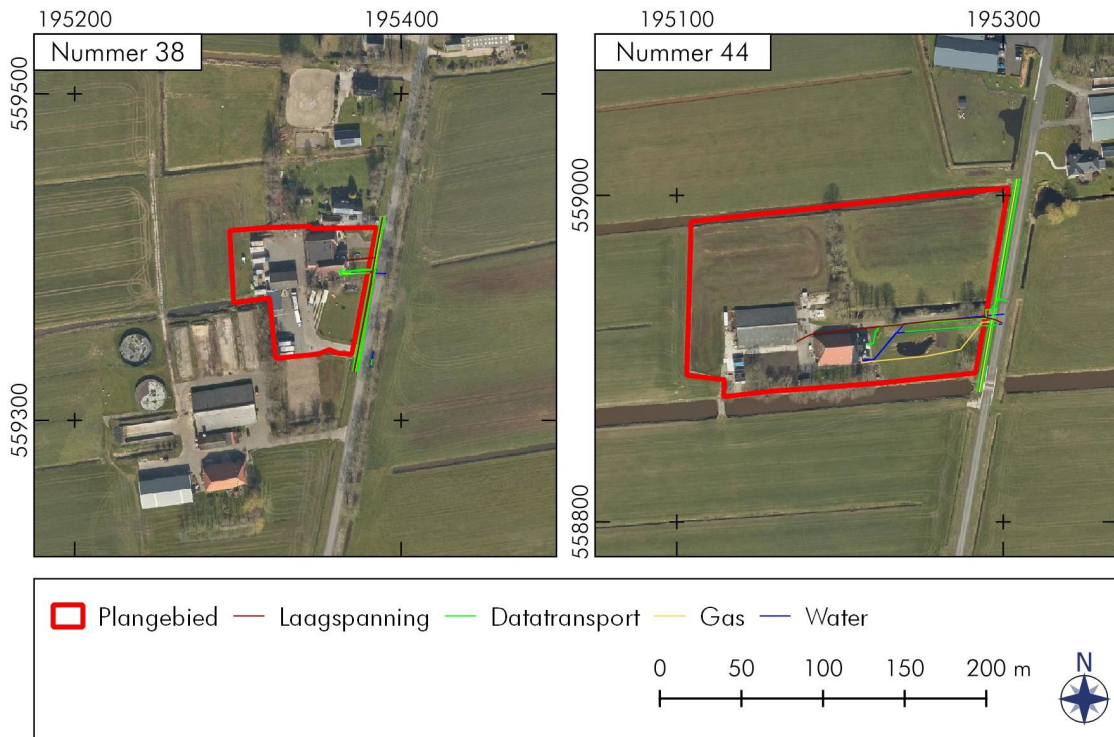 195200 195400 195100 195300
Nummer 38 Nummer 44
559500
559300
559000
558800
Plangebied Laagspanning Datatransport Gas Water
0 50 100 150 200 m
N